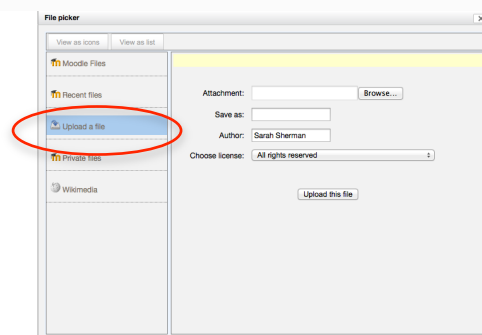 File picker
View as icons View as list
Moodle Files
Recent files
Upload a file
Private files
Wikimedia
Attachment: Browse...
Save as:
Author: Sarah Sherman
Choose license: All rights reserved
Upload this file